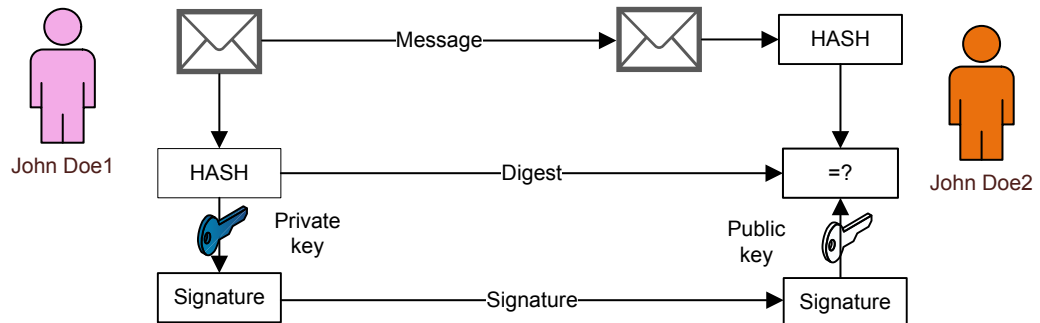 Message
HASH
John Doe1
HASH
Digest
=?
John Doe2
Private
key
Public
key
Signature
Signature
Signature